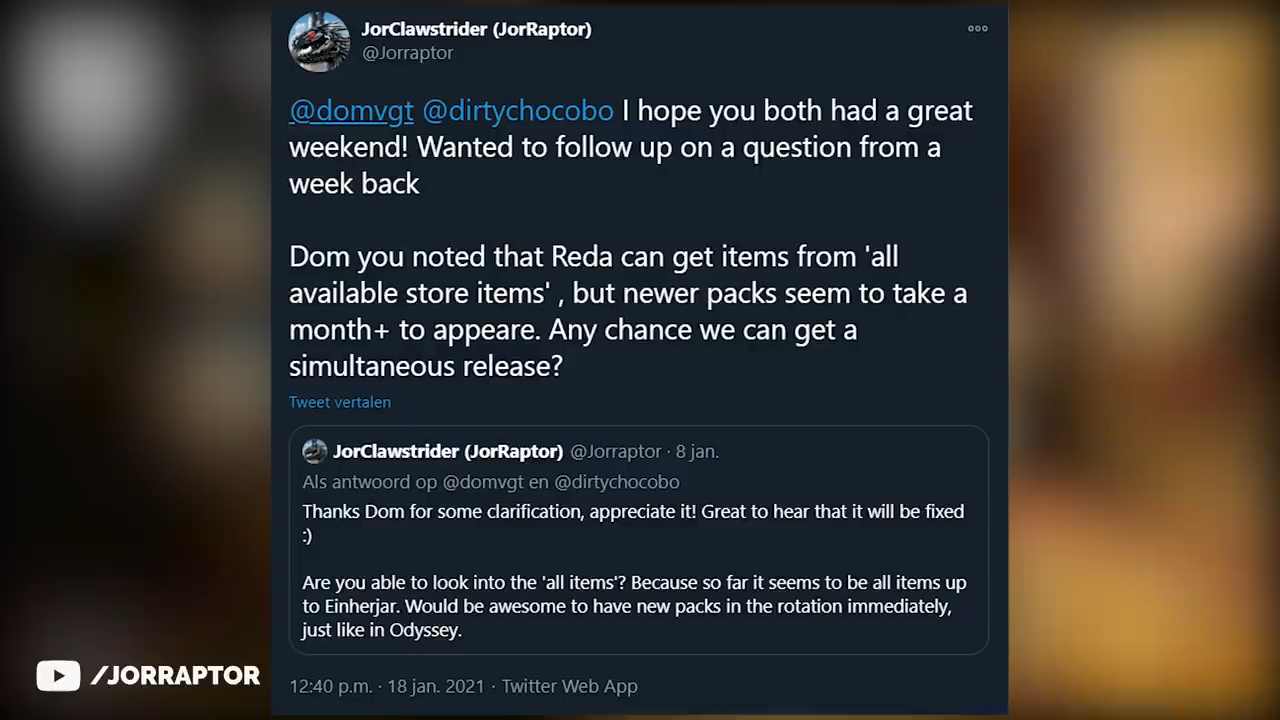 JorClawstrider (JorRaptor)
@Jorraptor
@domvgt @dirtychocobo I hope you both had a great
weekend! Wanted to follow up on a question from a
week back
Dom you noted that Reda can get items from 'all
available store items' , but newer packs seem to take a
month+ to appeare. Any chance we can get a
simultaneous release?
Tweet vertalen
JorClawstrider (JorRaptor) @Jorraptor · 8 jan.
Als antwoord op @domvgt en @dirtychocobo
Thanks Dom for some clarification, appreciate it! Great to hear that it will be fixed
:)
Are you able to look into the 'all items'? Because so far it seems to be all items up
to Einherjar. Would be awesome to have new packs in the rotation immediately,
just like in Odyssey.
12:40 p.m. · 18 jan. 2021 · Twitter Web App
/JORRAPTOR